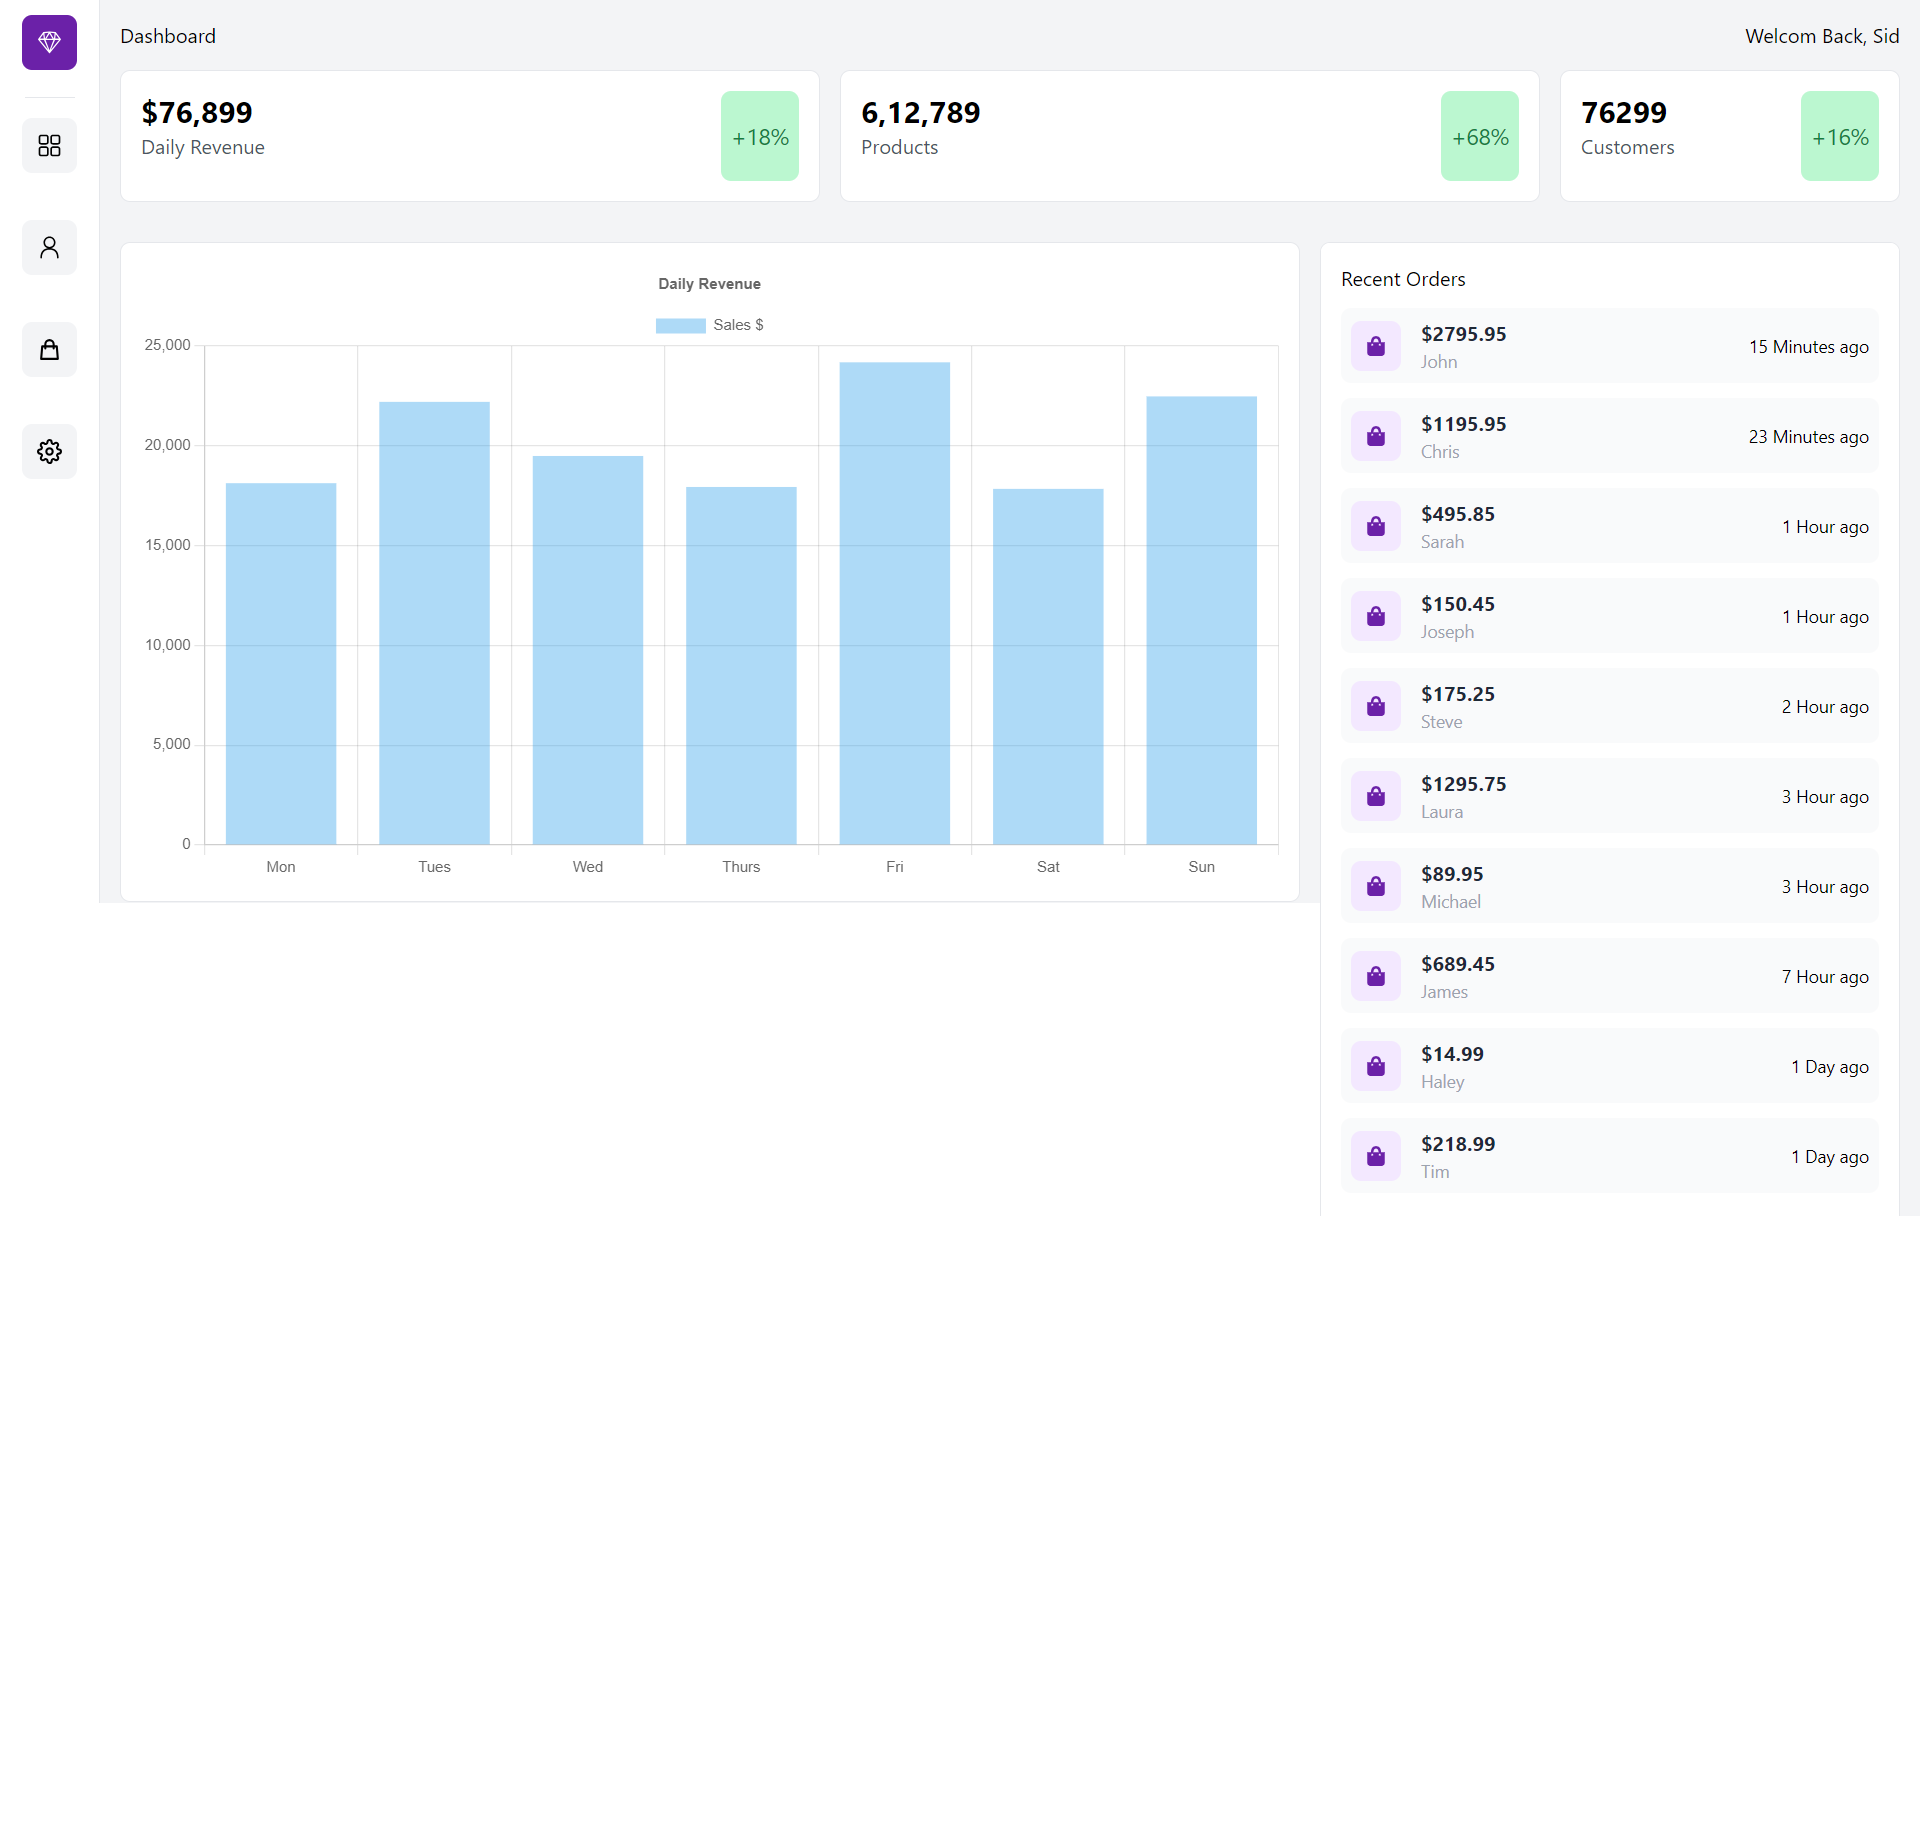 Dashboard
Welcom Back, Sid
$76,899
Daily Revenue
+18%
6,12,789
Products
+68%
76299
Customers
+16%
Daily Revenue
Sales $
25,000
20,000
15,000
10,000
5,000
0
Mon Tues Wed Thurs Fri Sat Sun
Recent Orders
$2795.95
John
15 Minutes ago
$1195.95
Chris
23 Minutes ago
$495.85
Sarah
1 Hour ago
$150.45
Joseph
1 Hour ago
$175.25
Steve
2 Hour ago
$1295.75
Laura
3 Hour ago
$89.95
Michael
3 Hour ago
$689.45
James
7 Hour ago
$14.99
Haley
1 Day ago
$218.99
Tim
1 Day ago